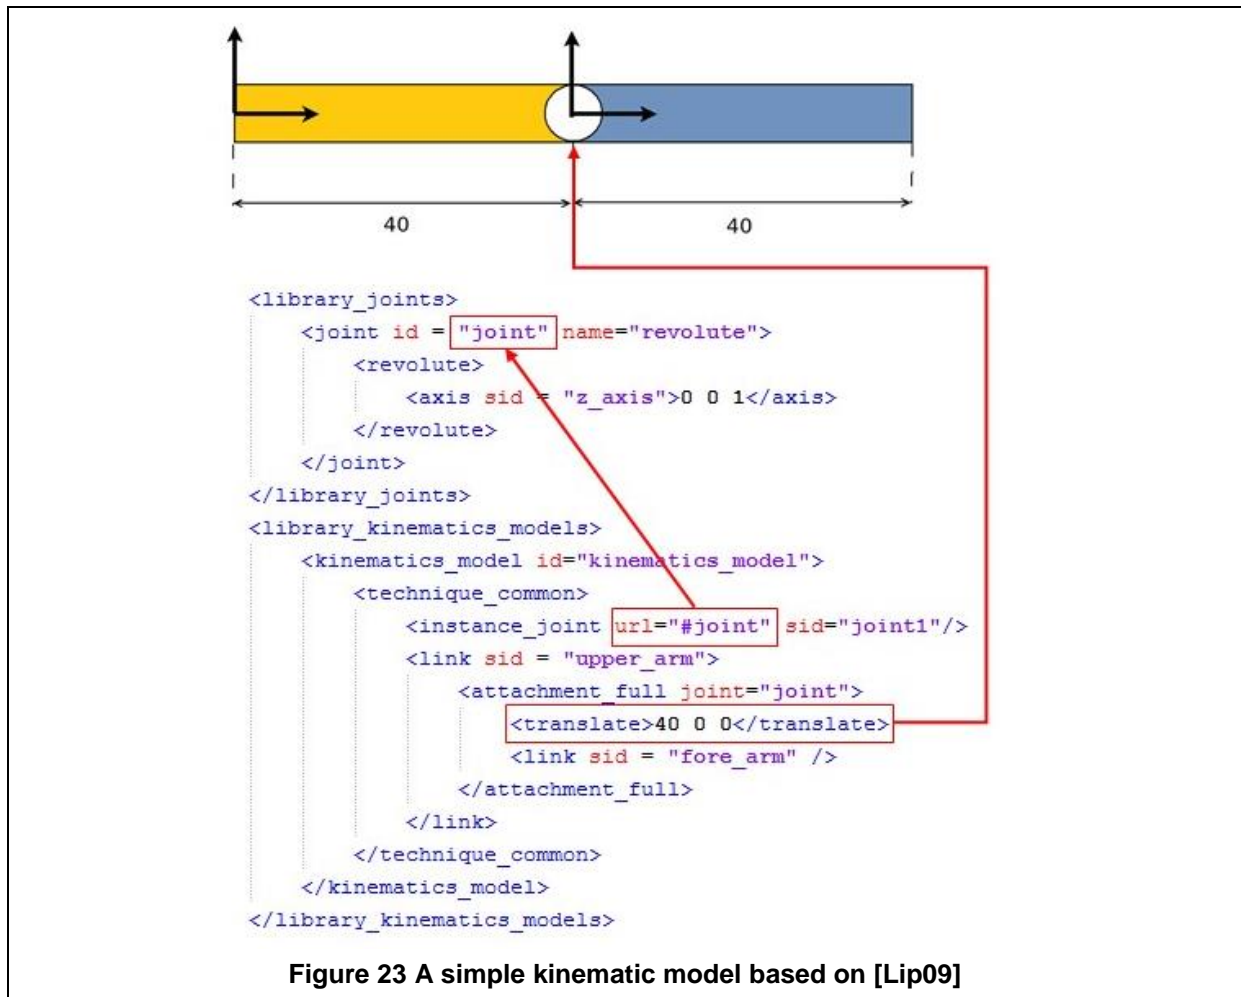 40 40
<library_joints>
<joint id = "joint" name="revolute">
<revolute>
<axis sid = "z_axis">0 0 1</axis>
</revolute>
</joint>
</library_joints>
<library_kinematics_models>
<kinematics_model id="kinematics_model">
<technique_common>
<instance_joint url="#joint" sid="joint1"/>
<link sid = "upper_arm">
<attachment_full joint="joint">
<translate>40 0 0</translate>
<link sid = "fore_arm" />
</attachment_full>
</link>
</technique_common>
</kinematics_model>
</library_kinematics_models>
Figure 23 A simple kinematic model based on [Lip09]